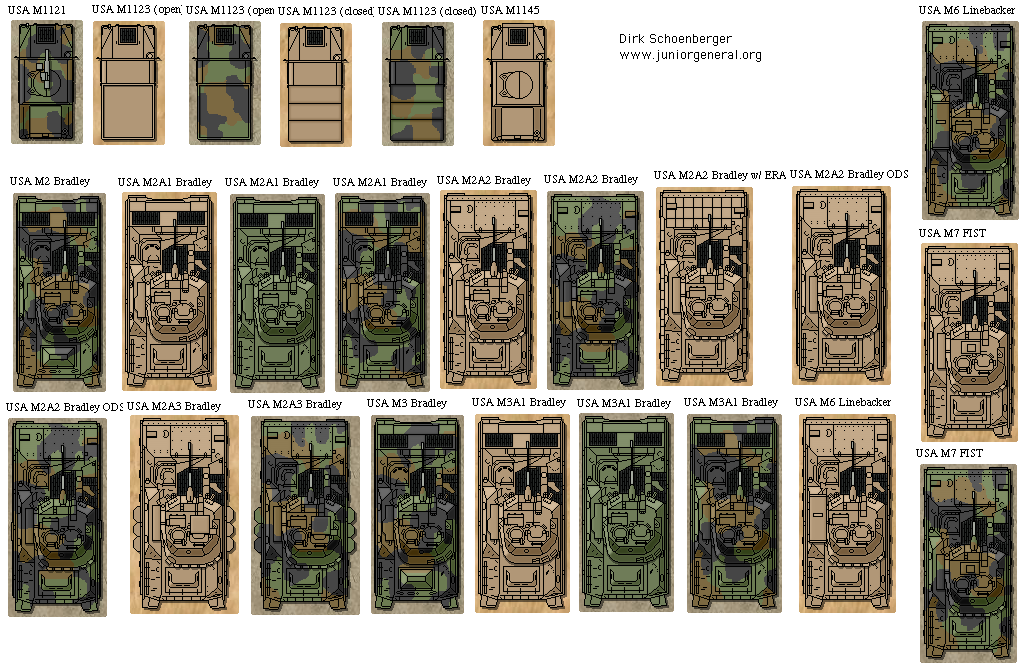 USA M1121
USA M1123 (open)
USA M1123 (open)
USA M1123 (closed)
USA M1123 (closed)
USA M1145
USA M6 Linebacker
Dirk Schoenberger
www.juniorgeneral.org
USA M2 Bradley
USA M2A1 Bradley
USA M2A1 Bradley
USA M2A1 Bradley
USA M2A2 Bradley
USA M2A2 Bradley
USA M2A2 Bradley w/ ERA
USA M2A2 Bradley ODS
USA M7 FIST
USA M2A2 Bradley ODS
USA M2A3 Bradley
USA M2A3 Bradley
USA M3 Bradley
USA M3A1 Bradley
USA M3A1 Bradley
USA M3A1 Bradley
USA M6 Linebacker
USA M7 FIST